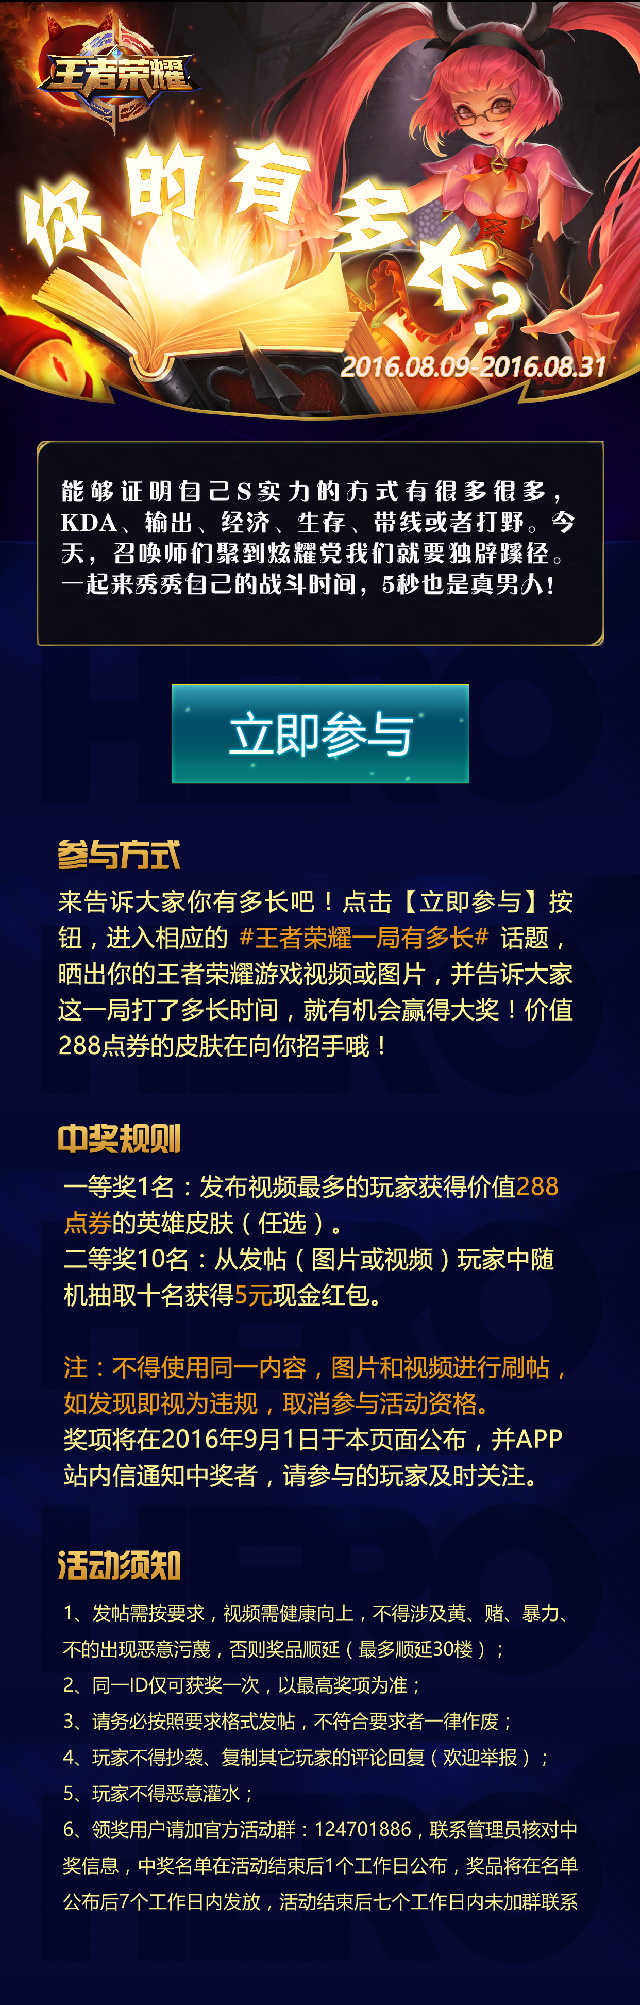 王者荣耀
你的有多长?
2016.08.09-2016.08.31
能够证明自己S实力的方式有很多很多，
KDA、输出、经济、生存、带线或者打野。今
天，召唤师们聚到炫耀党我们就要独辟蹊径。
一起来秀秀自己的战斗时间，5秒也是真男人!
立即参与
参与方式
来告诉大家你有多长吧！点击【立即参与】按
钮，进入相应的 #王者荣耀一局有多长# 话题，
晒出你的王者荣耀游戏视频或图片，并告诉大家
这一局打了多长时间，就有机会赢得大奖！价值
288点券的皮肤在向你招手哦！
中奖规则
一等奖1名：发布视频最多的玩家获得价值288
点券的英雄皮肤（任选）。
二等奖10名：从发帖（图片或视频）玩家中随
机抽取十名获得5元现金红包。
注：不得使用同一内容，图片和视频进行刷帖，
如发现即视为违规，取消参与活动资格。
奖项将在2016年9月1日于本页面公布，并APP
站内信通知中奖者，请参与的玩家及时关注。
活动须知
1、发帖需按要求，视频需健康向上，不得涉及黄、赌、暴力、
不的出现恶意污蔑，否则奖品顺延（最多顺延30楼）；
2、同一ID仅可获奖一次，以最高奖项为准；
3、请务必按照要求格式发帖，不符合要求者一律作废；
4、玩家不得抄袭、复制其它玩家的评论回复（欢迎举报）；
5、玩家不得恶意灌水；
6、领奖用户请加官方活动群：124701886，联系管理员核对中
奖信息，中奖名单在活动结束后1个工作日公布，奖品将在名单
公布后7个工作日内发放，活动结束后七个工作日内未加群联系